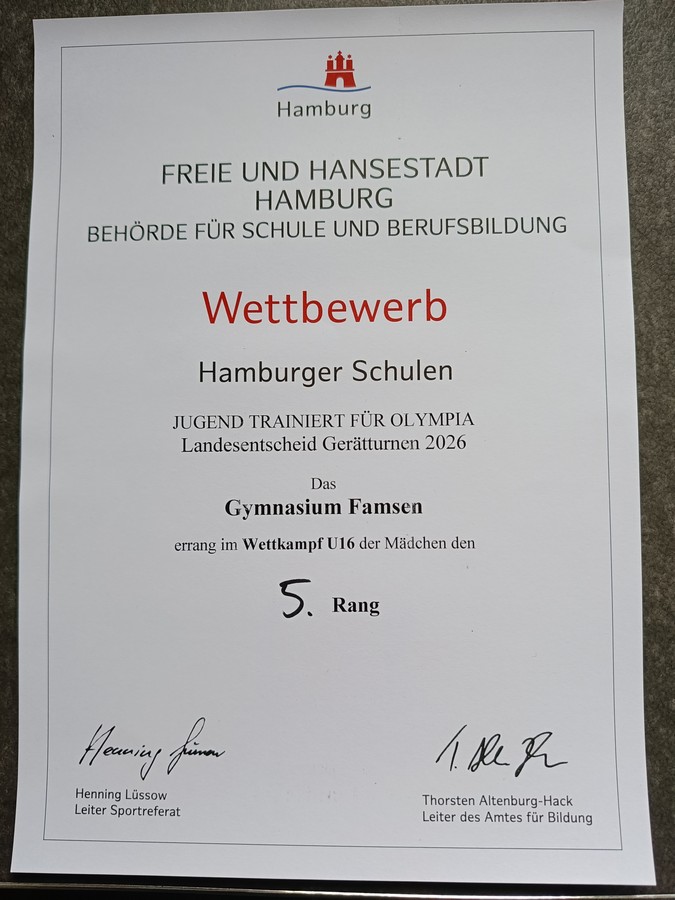 Hamburg
FREIE UND HANSESTADT
HAMBURG
BEHÖRDE FÜR SCHULE UND BERUFSBILDUNG
Wettbewerb
Hamburger Schulen
JUGEND TRAINIERT FÜR OLYMPIA
Landesentscheid Gerätturnen 2026
Das
Gymnasium Famsen
errang im Wettkampf U16 der Mädchen den
5. Rang
Henning Lüssow
Henning Lüssow
Leiter Sportreferat
Thorsten Altenburg-Hack
Leiter des Amtes für Bildung